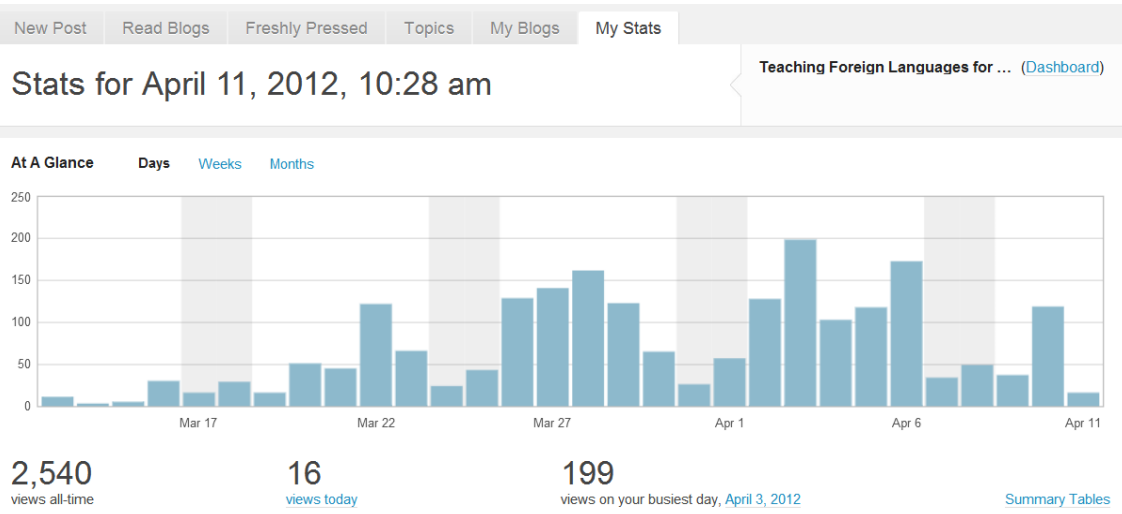 New Post Read Blogs Freshly Pressed Topics My Blogs My Stats
Stats for April 11, 2012, 10:28 am
Teaching Foreign Languages for ... (Dashboard)
At A Glance Days Weeks Months
250
200
150
100
50
0
Mar 17 Mar 22 Mar 27 Apr 1 Apr 6 Apr 11
2,540 16 199
views all-time views today views on your busiest day, April 3, 2012 Summary Tables